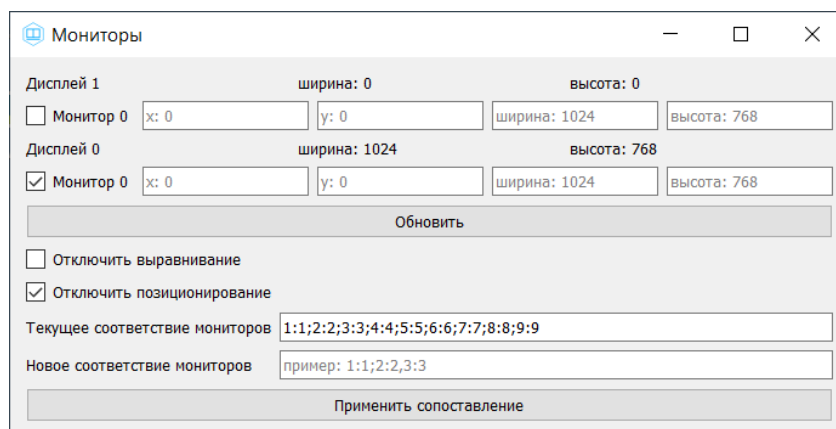 Мониторы
Дисплей 1 ширина: 0 высота: 0
Монитор 0 x: 0 y: 0 ширина: 1024 высота: 768
Дисплей 0 ширина: 1024 высота: 768
Монитор 0 x: 0 y: 0 ширина: 1024 высота: 768
Обновить
Отключить выравнивание
Отключить позиционирование
Текущее соответствие мониторов 1:1;2:2;3:3;4:4;5:5;6:6;7:7;8:8;9:9
Новое соответствие мониторов пример: 1:1;2:2,3:3
Применить сопоставление